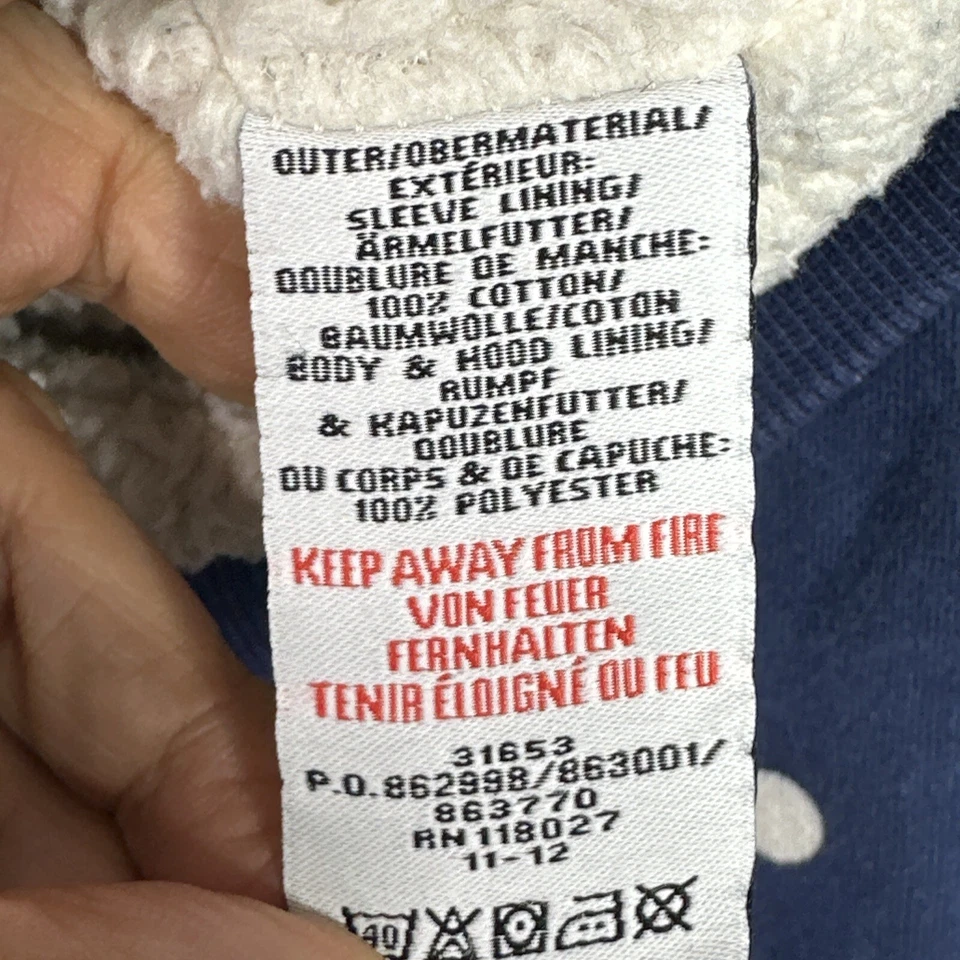 OUTER/OBERMATERIAL/
EXTÉRIEUR:
SLEEVE LINING/
ÄRMELFUTTER/
DOUBLURE DE MANCHE:
100% COTTON/
BAUMWOLLE/COTON
BODY & HOOD LINING/
RUMPF
& KAPUZENFUTTER/
DOUBLURE
DU CORPS & DE CAPUCHE:
100% POLYESTER
KEEP AWAY FROM FIRE
VON FEUER
FERNHALTEN
TENIR ÉLOIGNÉ DU FEU
31653
P.O.862998/863001/
863770
RN118027
11-12
40